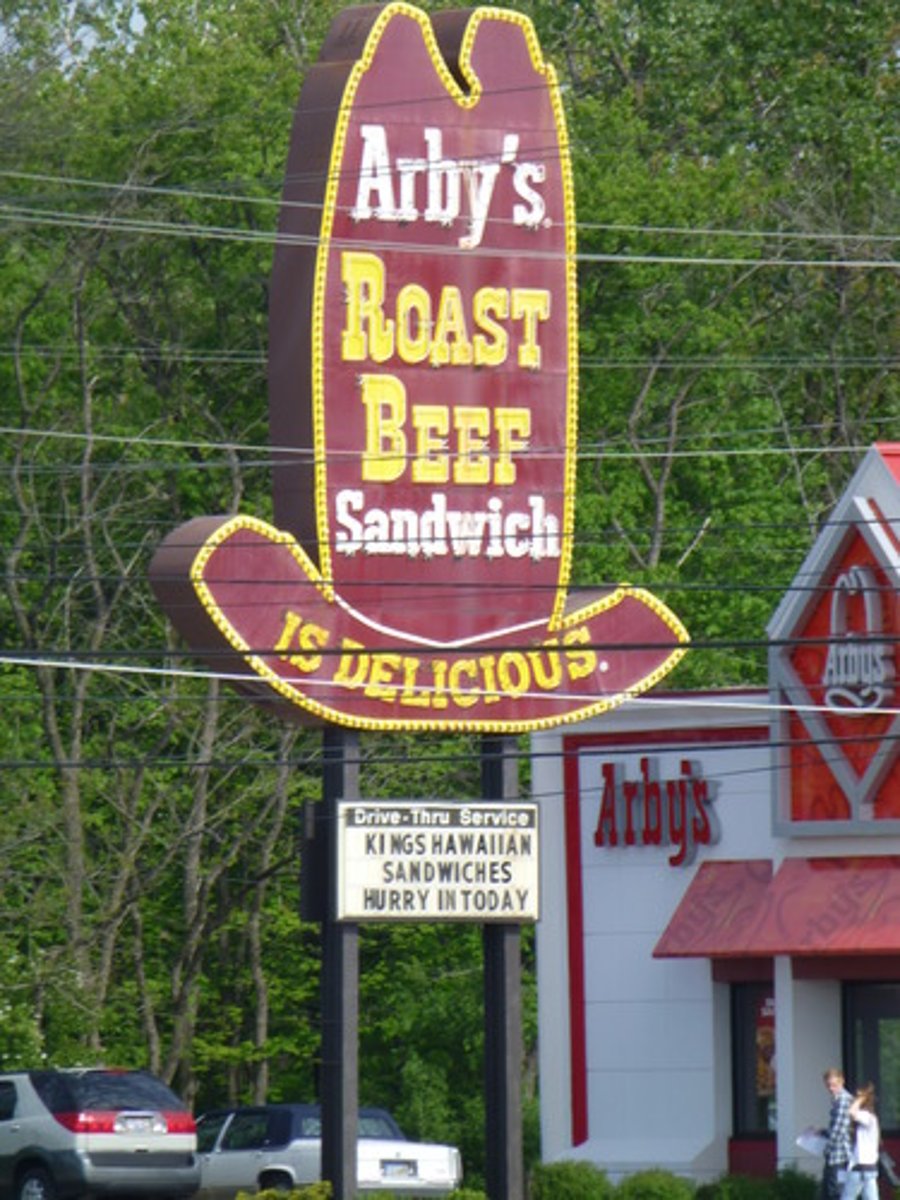 Arby's
ROAST
BEEF
Sandwich
IS DELICIOUS.
Drive-Thru Service
KINGS HAWAIIAN
SANDWICHES
HURRY IN TODAY
Arby's
Arby's